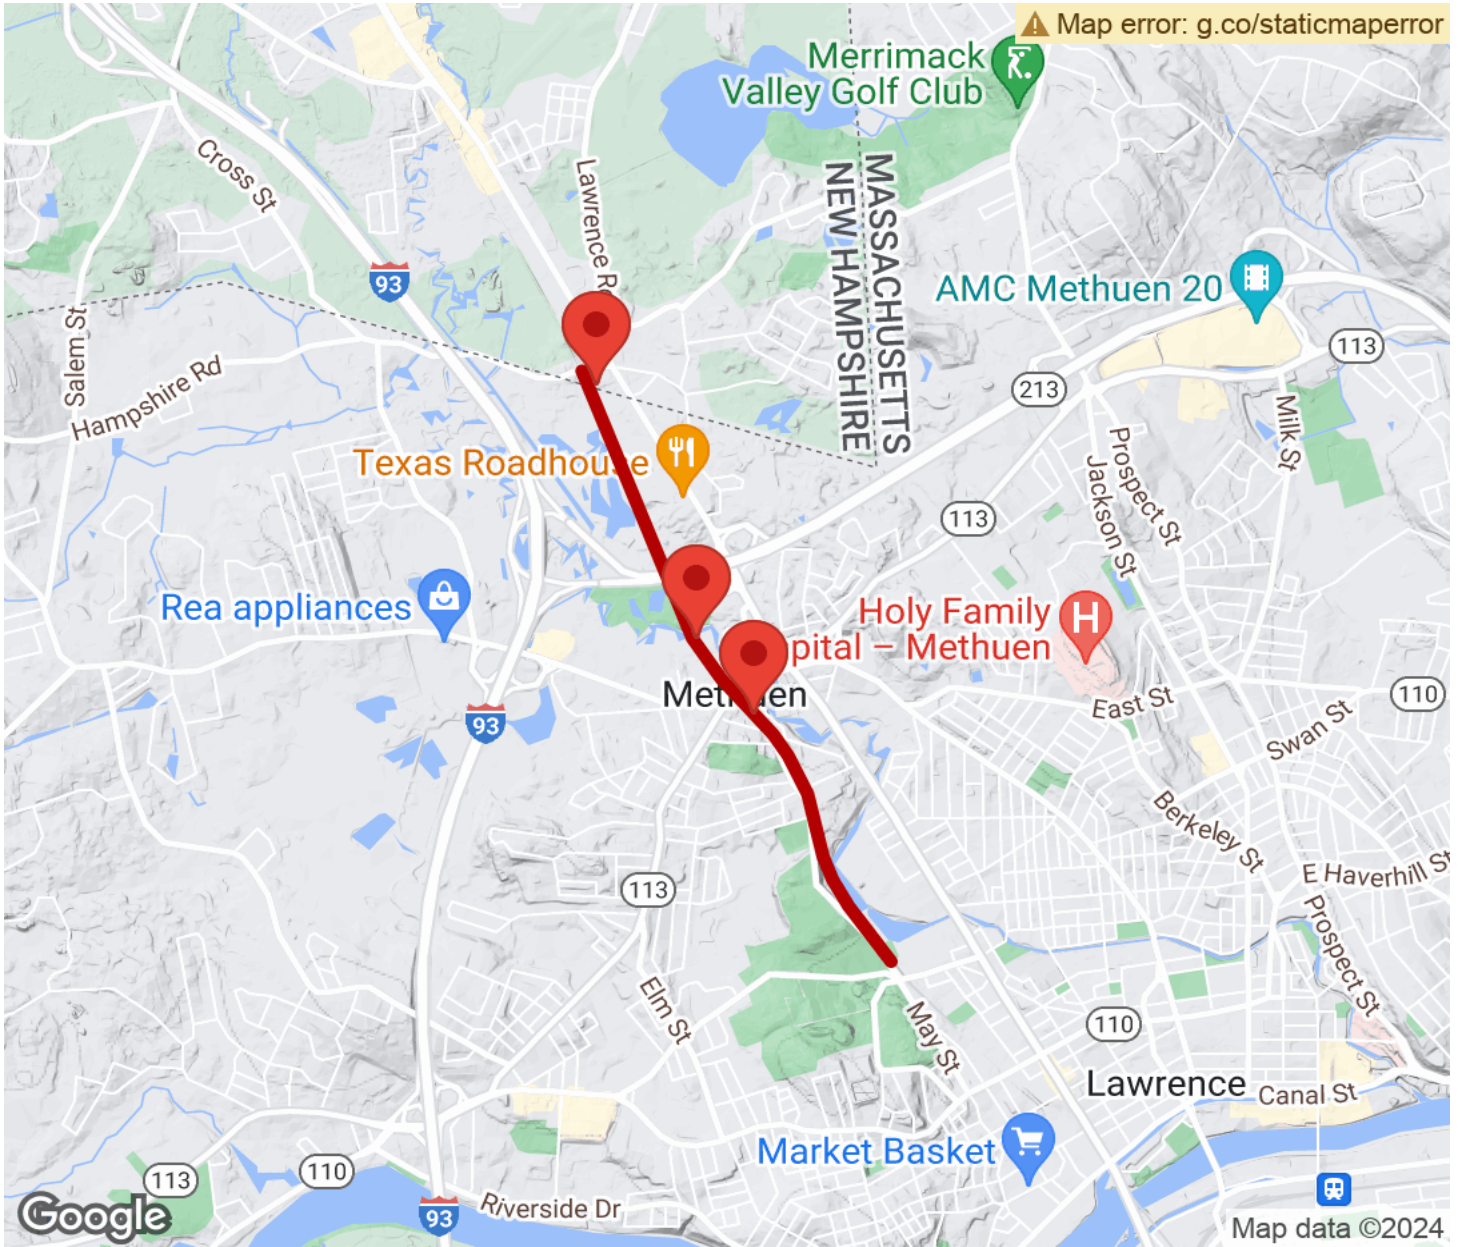 Map error: g.co/staticmaperror
Merrimack
Valley Golf Club
Cross St
Lawrence Rd
MASSACHUSETTS
NEW HAMPSHIRE
93
AMC Methuen 20
Salem St
Hampshire Rd
113
213
Milk St
Texas Roadhouse
Prospect St
Jackson St
113
Rea appliances
Holy Family
pital – Methuen
Methuen
East St
110
93
Swan St
Berkeley St
E Haverhill St
113
Prospect St
Elm St
May St
110
Lawrence
Canal St
Market Basket
113
110
Riverside Dr
93
Google
Map data ©2024